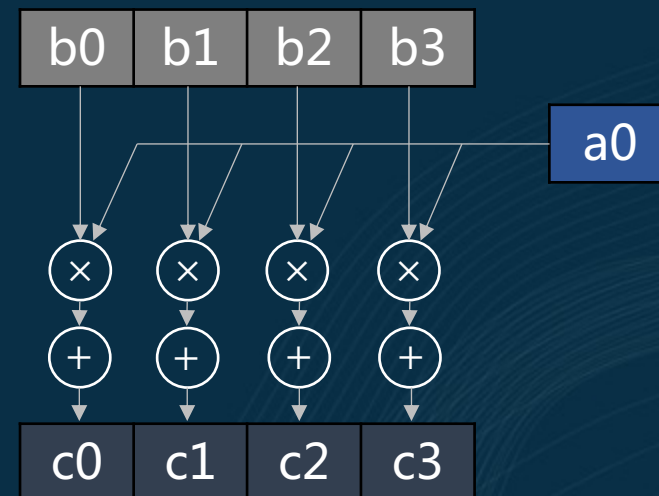 b0 b1 b2 b3
a0
× × × ×
+ + + +
c0 c1 c2 c3